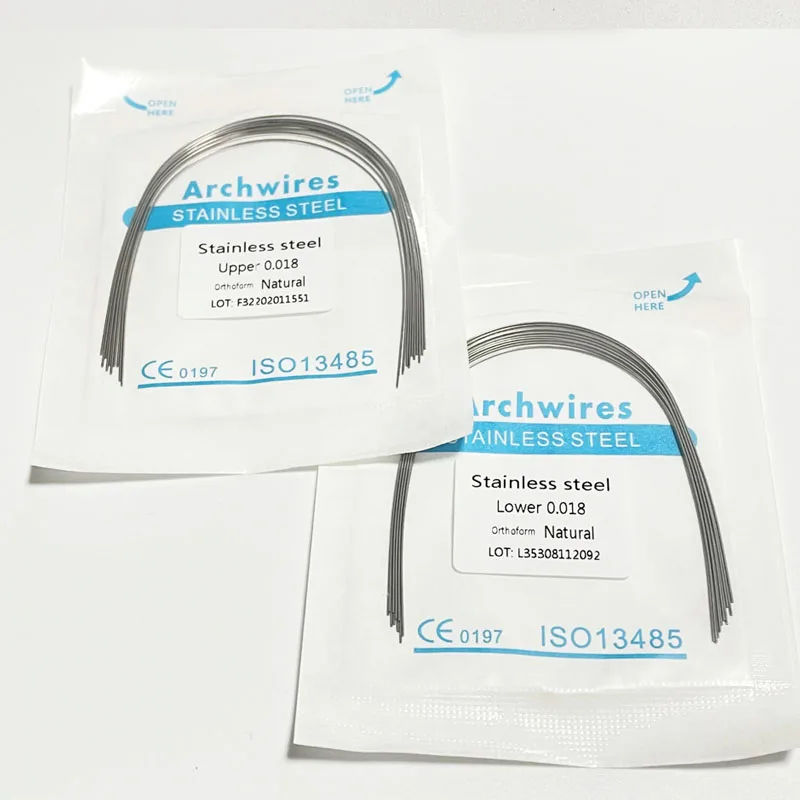 OPEN
HERE
OPEN
HERE
Archwires
STAINLESS STEEL
Stainless steel
Upper 0.018
Orthoform Natural
LOT: F32202011551
CE 0197 ISO13485
OPEN
HERE
Archwires
STAINLESS STEEL
Stainless steel
Lower 0.018
Orthoform Natural
LOT: L35308112092
CE 0197 ISO13485